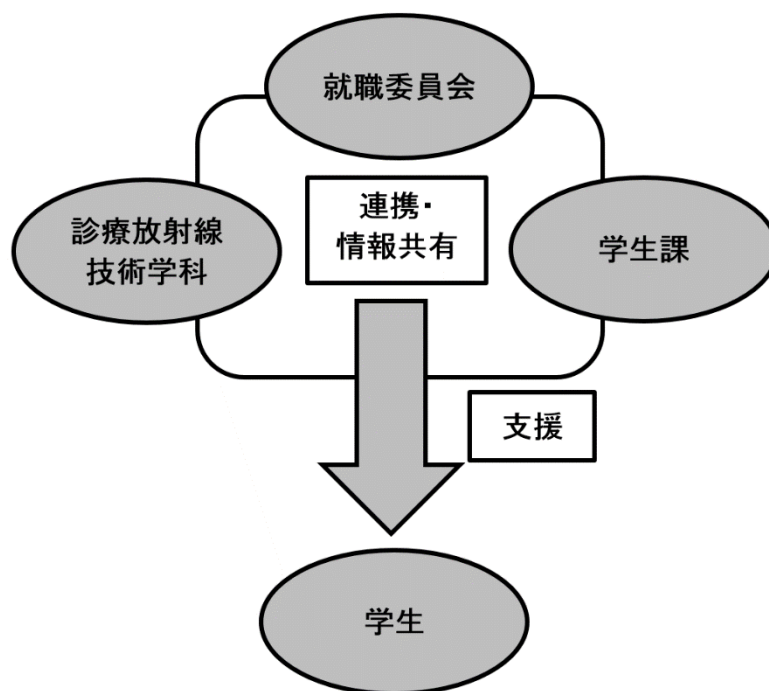 就職委員会
診療放射線
技術学科
連携・
情報共有
学生課
支援
学生